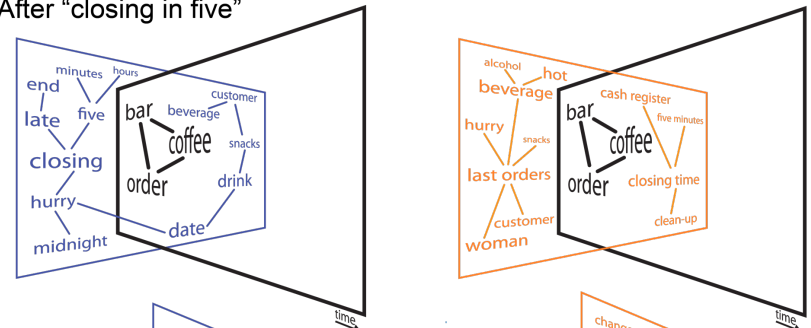 After “closing in five”
minutes
hours
end
late
five
closing
hurry
midnight
date
drink
snacks
customer
beverage
bar
coffee
order
time
alcohol
hot
beverage
hurry
snacks
last orders
customer
woman
bar
coffee
order
cash register
five minutes
closing time
clean-up
time